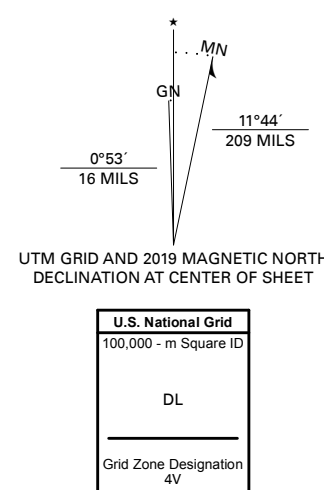 ★
MN
GN
11°44´
209 MILS
0°53´
16 MILS
UTM GRID AND 2019 MAGNETIC NORTH
DECLINATION AT CENTER OF SHEET
U.S. National Grid
100,000 - m Square ID
DL
Grid Zone Designation
4V